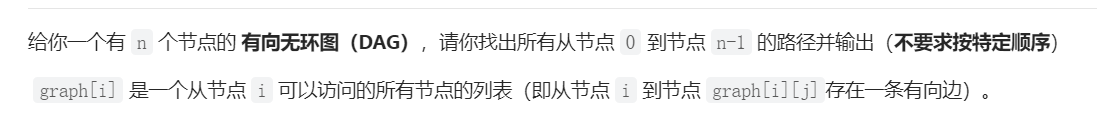 给你一个有 n 个节点的 有向无环图（DAG），请你找出所有从节点 0 到节点 n-1 的路径并输出（不要求按特定顺序）
graph[i] 是一个从节点 i 可以访问的所有节点的列表（即从节点 i 到节点 graph[i][j]存在一条有向边）。